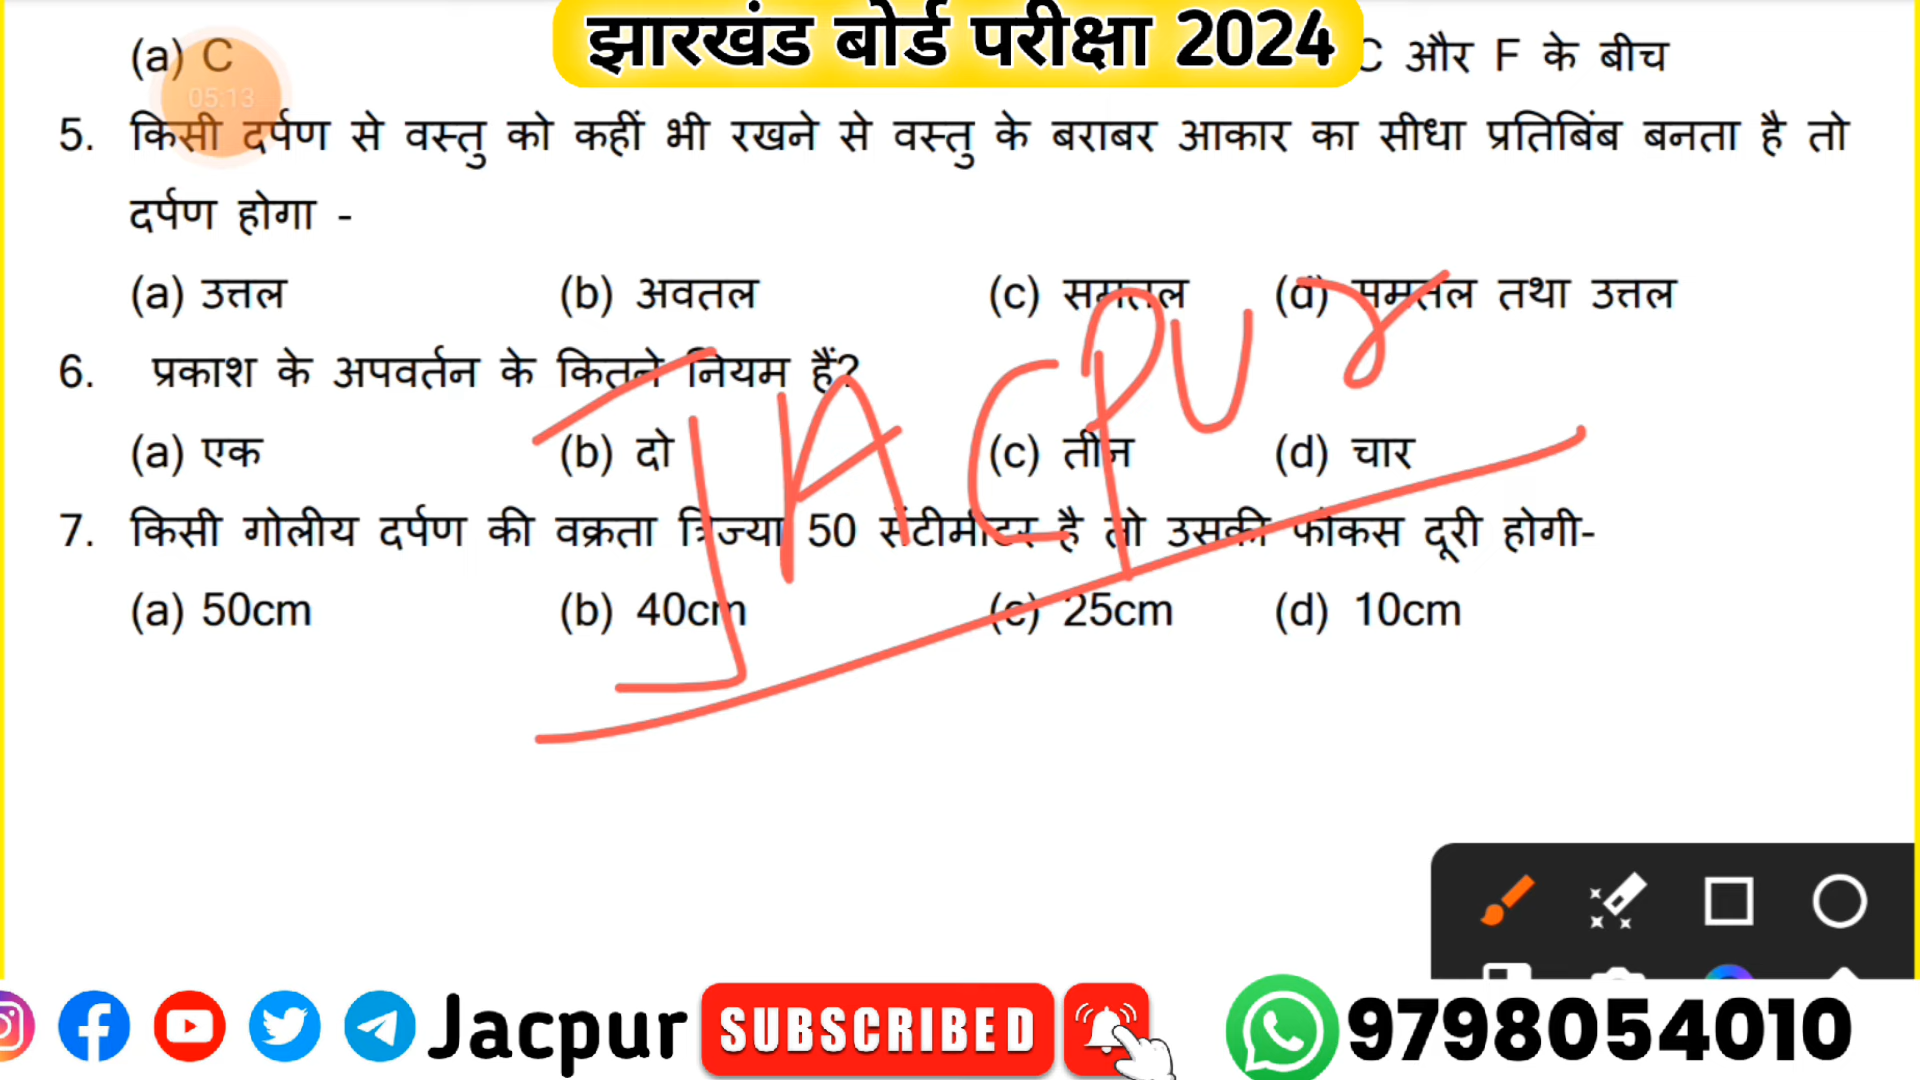 झारखंड बोर्ड परीक्षा 2024
(a) C C और F के बीच
05:13
5. किसी दर्पण से वस्तु को कहीं भी रखने से वस्तु के बराबर आकार का सीधा प्रतिबिंब बनता है तो
दर्पण होगा -
(a) उत्तल (b) अवतल (c) समतल (d) समतल तथा उत्तल
6. प्रकाश के अपवर्तन के कितने नियम हैं?
(a) एक (b) दो (c) तीन (d) चार
7. किसी गोलीय दर्पण की वक्रता त्रिज्या 50 सेंटीमीटर है तो उसकी फोकस दूरी होगी-
(a) 50cm (b) 40cm (c) 25cm (d) 10cm
JACPUr
Jacpur SUBSCRIBED 9798054010